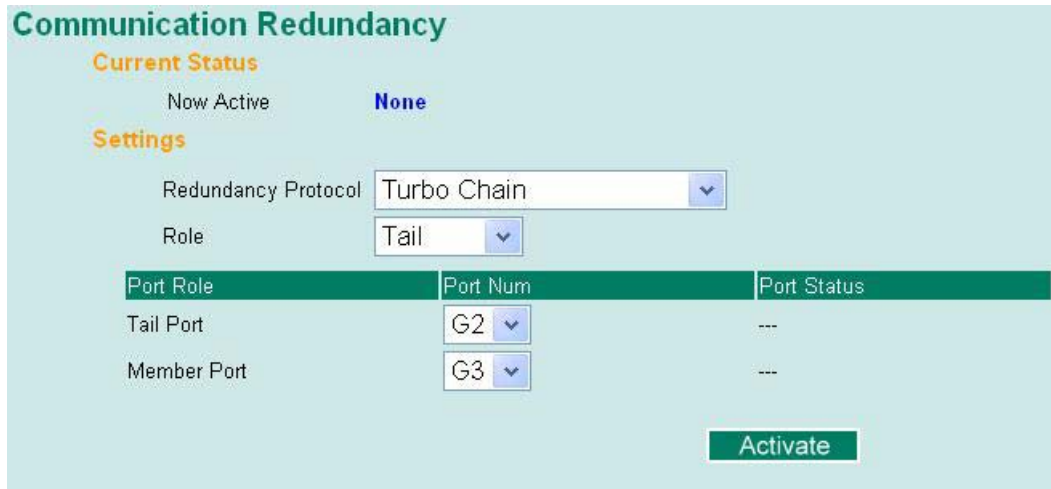 Communication Redundancy
Current Status
Now Active None
Settings
Redundancy Protocol Turbo Chain
Role Tail
Port Role Port Num Port Status
Tail Port G2 ---
Member Port G3 ---
Activate